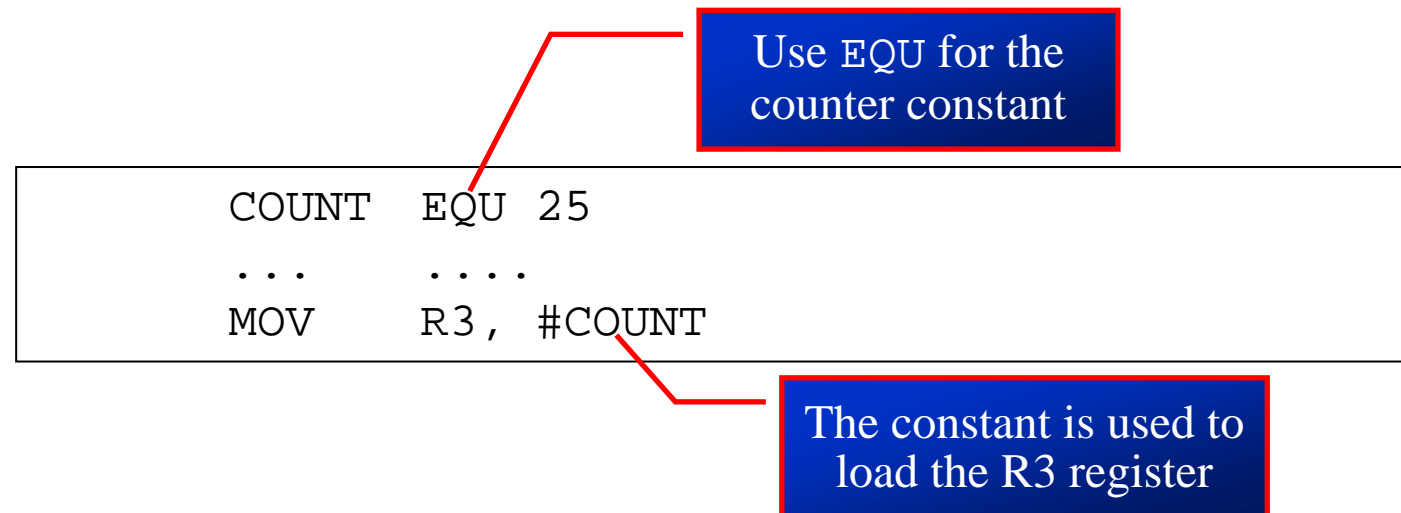 Use EQU for the
counter constant
COUNT EQU 25
... ....
MOV R3, #COUNT
The constant is used to
load the R3 register